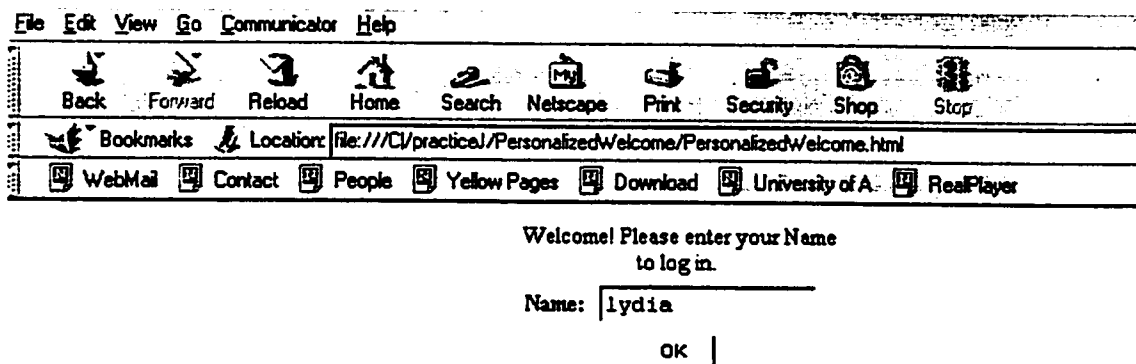 File Edit View Go Communicator Help
My
Back Forward Reload Home Search Netscape Print Security Shop Stop
Bookmarks Location: file:///C|/practiceJ/PersonalizedWelcome/PersonalizedWelcome.html
WebMail Contact People Yellow Pages Download University of A RealPlayer
Welcome! Please enter your Name
to log in.
Name: lydia
OK